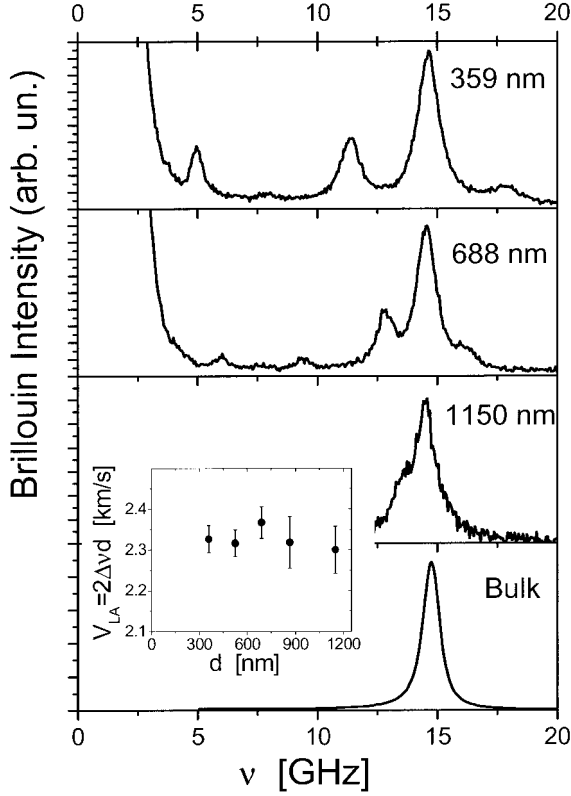 0 5 10 15 20
359 nm
688 nm
1150 nm
Bulk
Brillouin Intensity (arb. un.)
V_LA=2Δνd [km/s]
2.4
2.3
2.2
2.1
0 300 600 900 1200
d [nm]
0 5 10 15 20
ν [GHz]